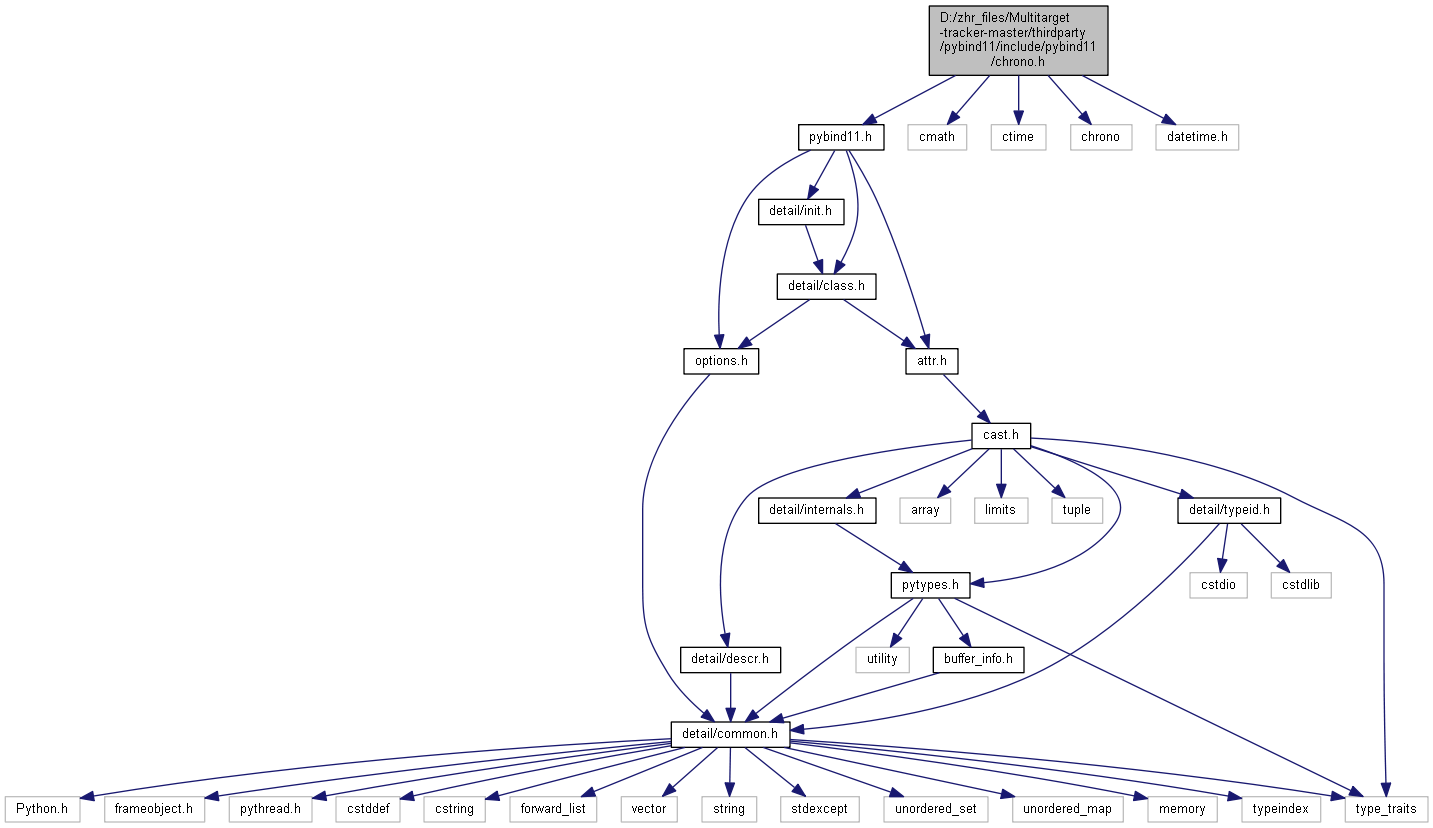 D:/zhr_files/Multitarget
-tracker-master/thirdparty
/pybind11/include/pybind11
/chrono.h
pybind11.h
cmath
ctime
chrono
datetime.h
detail/init.h
detail/class.h
options.h
attr.h
cast.h
detail/internals.h
array
limits
tuple
detail/typeid.h
pytypes.h
cstdio
cstdlib
detail/descr.h
utility
buffer_info.h
detail/common.h
Python.h
frameobject.h
pythread.h
cstddef
cstring
forward_list
vector
string
stdexcept
unordered_set
unordered_map
memory
typeindex
type_traits